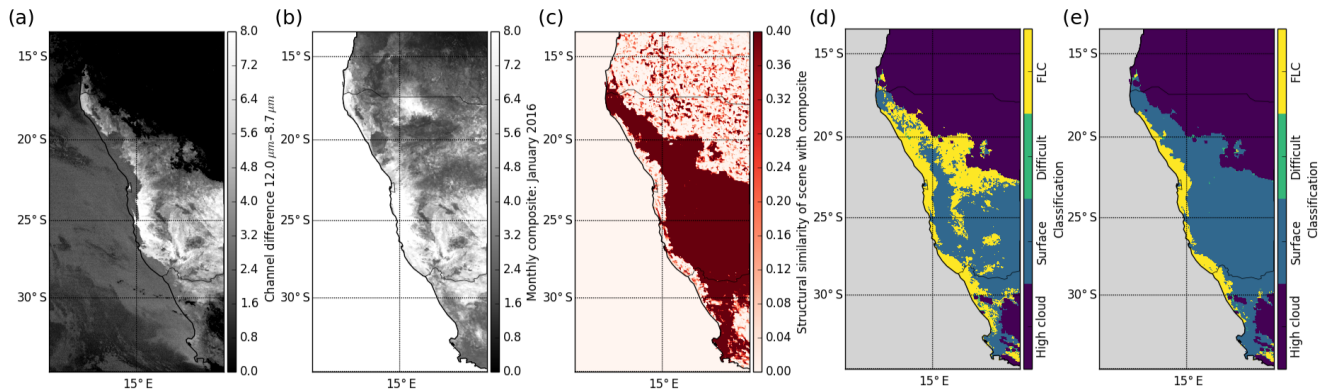 (a)
15° S
20° S
25° S
30° S
15° E
8.0
7.2
6.4
5.6
4.8
4.0
3.2
2.4
1.6
0.8
0.0
Channel difference 12.0 μm−8.7 μm
(b)
15° S
20° S
25° S
30° S
15° E
8.0
7.2
6.4
5.6
4.8
4.0
3.2
2.4
1.6
0.8
0.0
Monthly composite: January 2016
(c)
15° S
20° S
25° S
30° S
15° E
0.40
0.36
0.32
0.28
0.24
0.20
0.16
0.12
0.08
0.04
0.00
Structural similarity of scene with composite
(d)
15° S
20° S
25° S
30° S
15° E
FLC
Difficult
Surface
High cloud
Classification
(e)
15° S
20° S
25° S
30° S
15° E
FLC
Difficult
Surface
High cloud
Classification